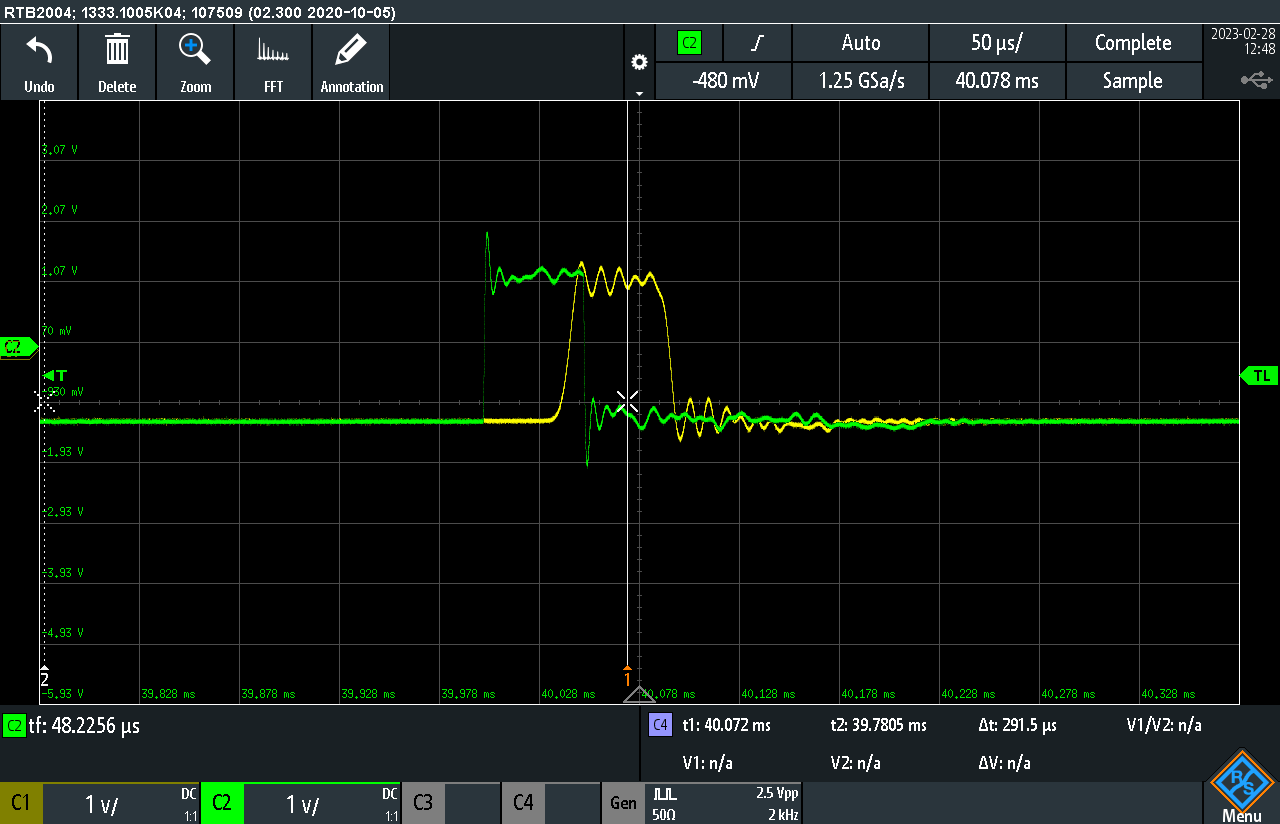 RTB2004; 1333.1005K04; 107509 (02.300 2020-10-05)
Undo
Delete
Zoom
FFT
Annotation
C2
Auto
50 µs/
Complete
-480 mV
1.25 GSa/s
40.078 ms
Sample
2023-02-28
12:48
3.07 V
2.07 V
1.07 V
70 mV
-930 mV
-1.93 V
-2.93 V
-3.93 V
-4.93 V
-5.93 V
C2
T
TL
2
1
39.828 ms
39.878 ms
39.928 ms
39.978 ms
40.028 ms
40.078 ms
40.128 ms
40.178 ms
40.228 ms
40.278 ms
40.328 ms
C2 tf: 48.2256 µs
C4 t1: 40.072 ms t2: 39.7805 ms Δt: 291.5 µs V1/V2: n/a
V1: n/a V2: n/a ΔV: n/a
C1 1 V/ DC 1:1
C2 1 V/ DC 1:1
C3
C4
Gen 50Ω 2.5 Vpp 2 kHz
R&S
Menu